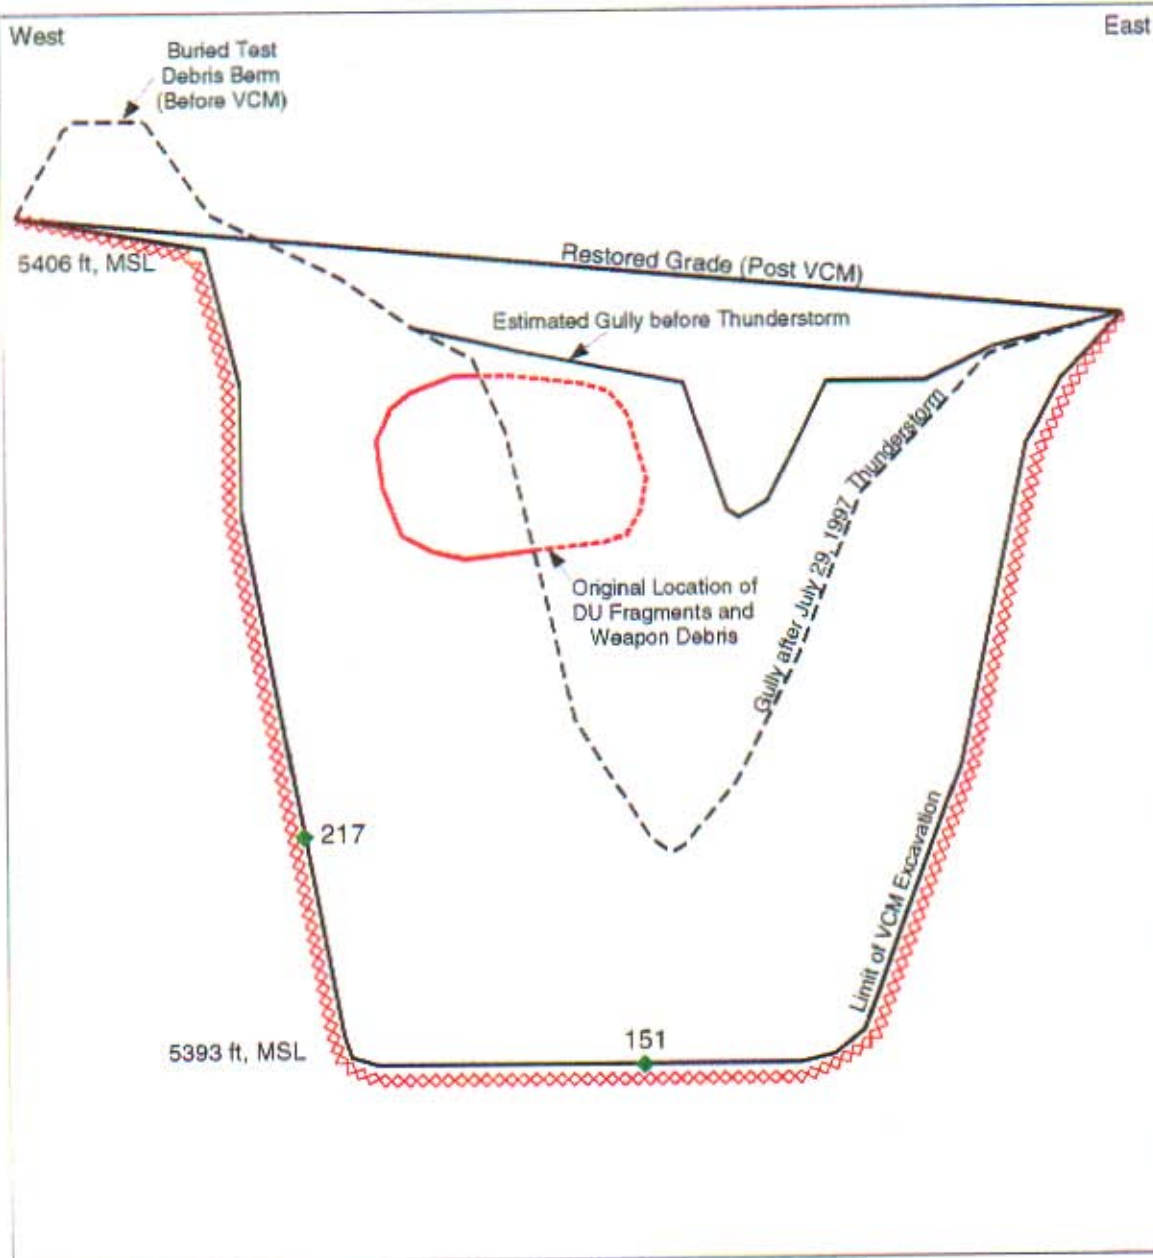 West
East
Buried Test
Debris Berm
(Before VCM)
5406 ft, MSL
Restored Grade (Post VCM)
Estimated Gully before Thunderstorm
Gully after July 29, 1997 Thunderstorm
Original Location of
DU Fragments and
Weapon Debris
217
Limit of VCM Excavation
151
5393 ft, MSL